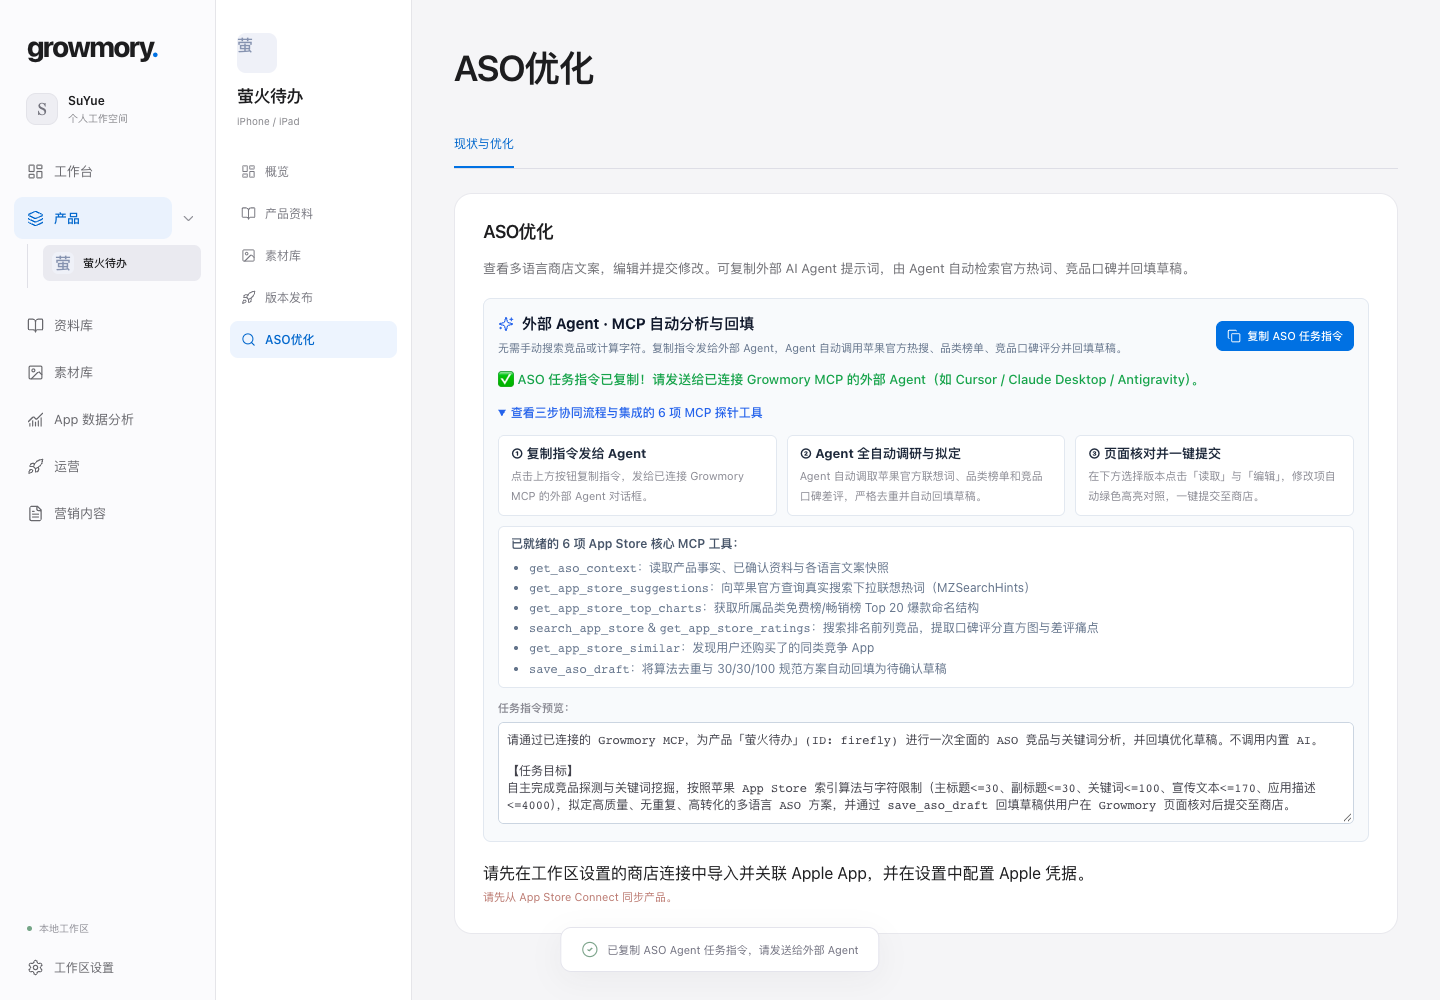 growmory.
S
SuYue
个人工作空间
工作台
产品
萤
萤火待办
资料库
素材库
App 数据分析
运营
营销内容
本地工作区
工作区设置
萤
萤火待办
iPhone / iPad
概览
产品资料
素材库
版本发布
ASO优化
ASO优化
现状与优化
ASO优化
查看多语言商店文案，编辑并提交修改。可复制外部 AI Agent 提示词，由 Agent 自动检索官方热词、竞品口碑并回填草稿。
外部 Agent · MCP 自动分析与回填
无需手动搜索竞品或计算字符。复制指令发给外部 Agent，Agent 自动调用苹果官方热搜、品类榜单、竞品口碑评分并回填草稿。
复制 ASO 任务指令
✅ ASO 任务指令已复制！请发送给已连接 Growmory MCP 的外部 Agent（如 Cursor / Claude Desktop / Antigravity）。
▼ 查看三步协同流程与集成的 6 项 MCP 探针工具
① 复制指令发给 Agent
点击上方按钮复制指令，发给已连接 Growmory
MCP 的外部 Agent 对话框。
② Agent 全自动调研与拟定
Agent 自动调取苹果官方联想词、品类榜单和竞品
口碑差评，严格去重并自动回填草稿。
③ 页面核对并一键提交
在下方选择版本点击「读取」与「编辑」，修改项自
动绿色高亮对照，一键提交至商店。
已就绪的 6 项 App Store 核心 MCP 工具：
• get_aso_context：读取产品事实、已确认资料与各语言文案快照
• get_app_store_suggestions：向苹果官方查询真实搜索下拉联想热词（MZSearchHints）
• get_app_store_top_charts：获取所属品类免费榜/畅销榜 Top 20 爆款命名结构
• search_app_store & get_app_store_ratings：搜索排名前列竞品，提取口碑评分直方图与差评痛点
• get_app_store_similar：发现用户还购买了的同类竞争 App
• save_aso_draft：将算法去重与 30/30/100 规范方案自动回填为待确认草稿
任务指令预览：
请通过已连接的 Growmory MCP，为产品「萤火待办」(ID: firefly) 进行一次全面的 ASO 竞品与关键词分析，并回填优化草稿。不调用内置 AI。
【任务目标】
自主完成竞品探测与关键词挖掘，按照苹果 App Store 索引算法与字符限制（主标题<=30、副标题<=30、关键词<=100、宣传文本<=170、应用描述
<=4000），拟定高质量、无重复、高转化的多语言 ASO 方案，并通过 save_aso_draft 回填草稿供用户在 Growmory 页面核对后提交至商店。
请先在工作区设置的商店连接中导入并关联 Apple App，并在设置中配置 Apple 凭据。
请先从 App Store Connect 同步产品。
已复制 ASO Agent 任务指令，请发送给外部 Agent